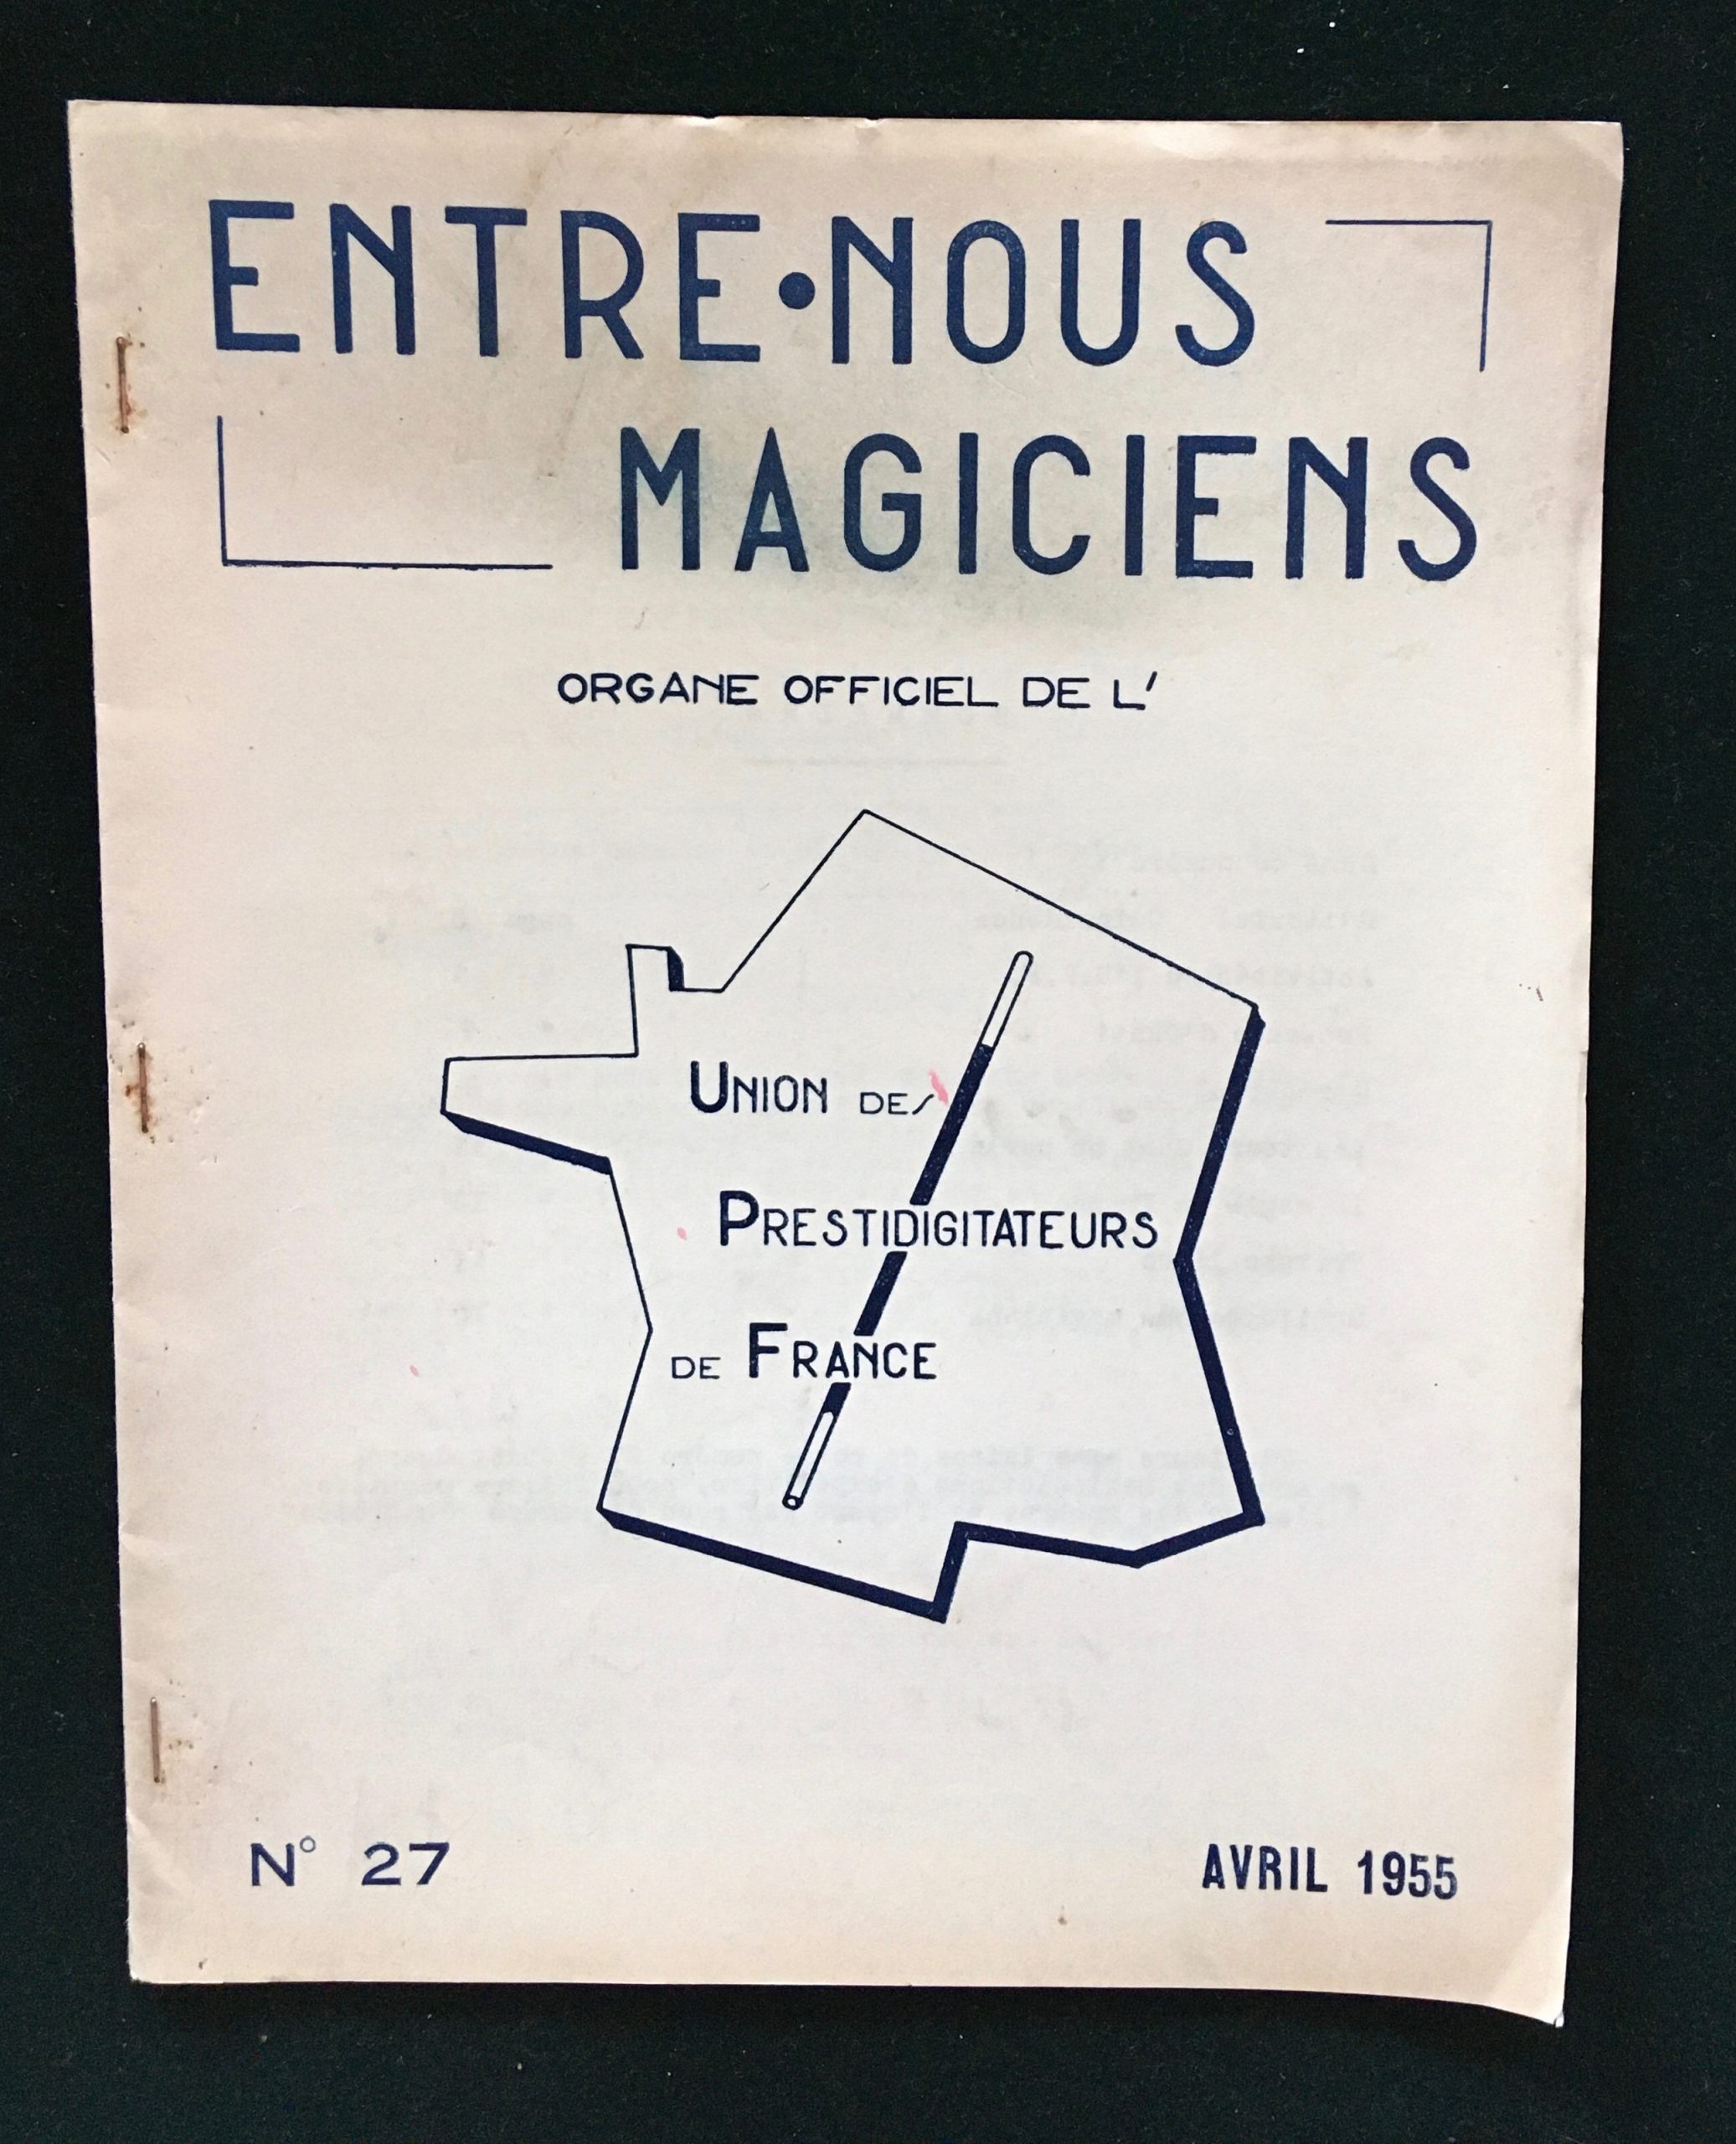 ENTRE•NOUS
MAGICIENS
ORGANE OFFICIEL DE L'
UNION DES
PRESTIDIGITATEURS
DE FRANCE
N° 27
AVRIL 1955